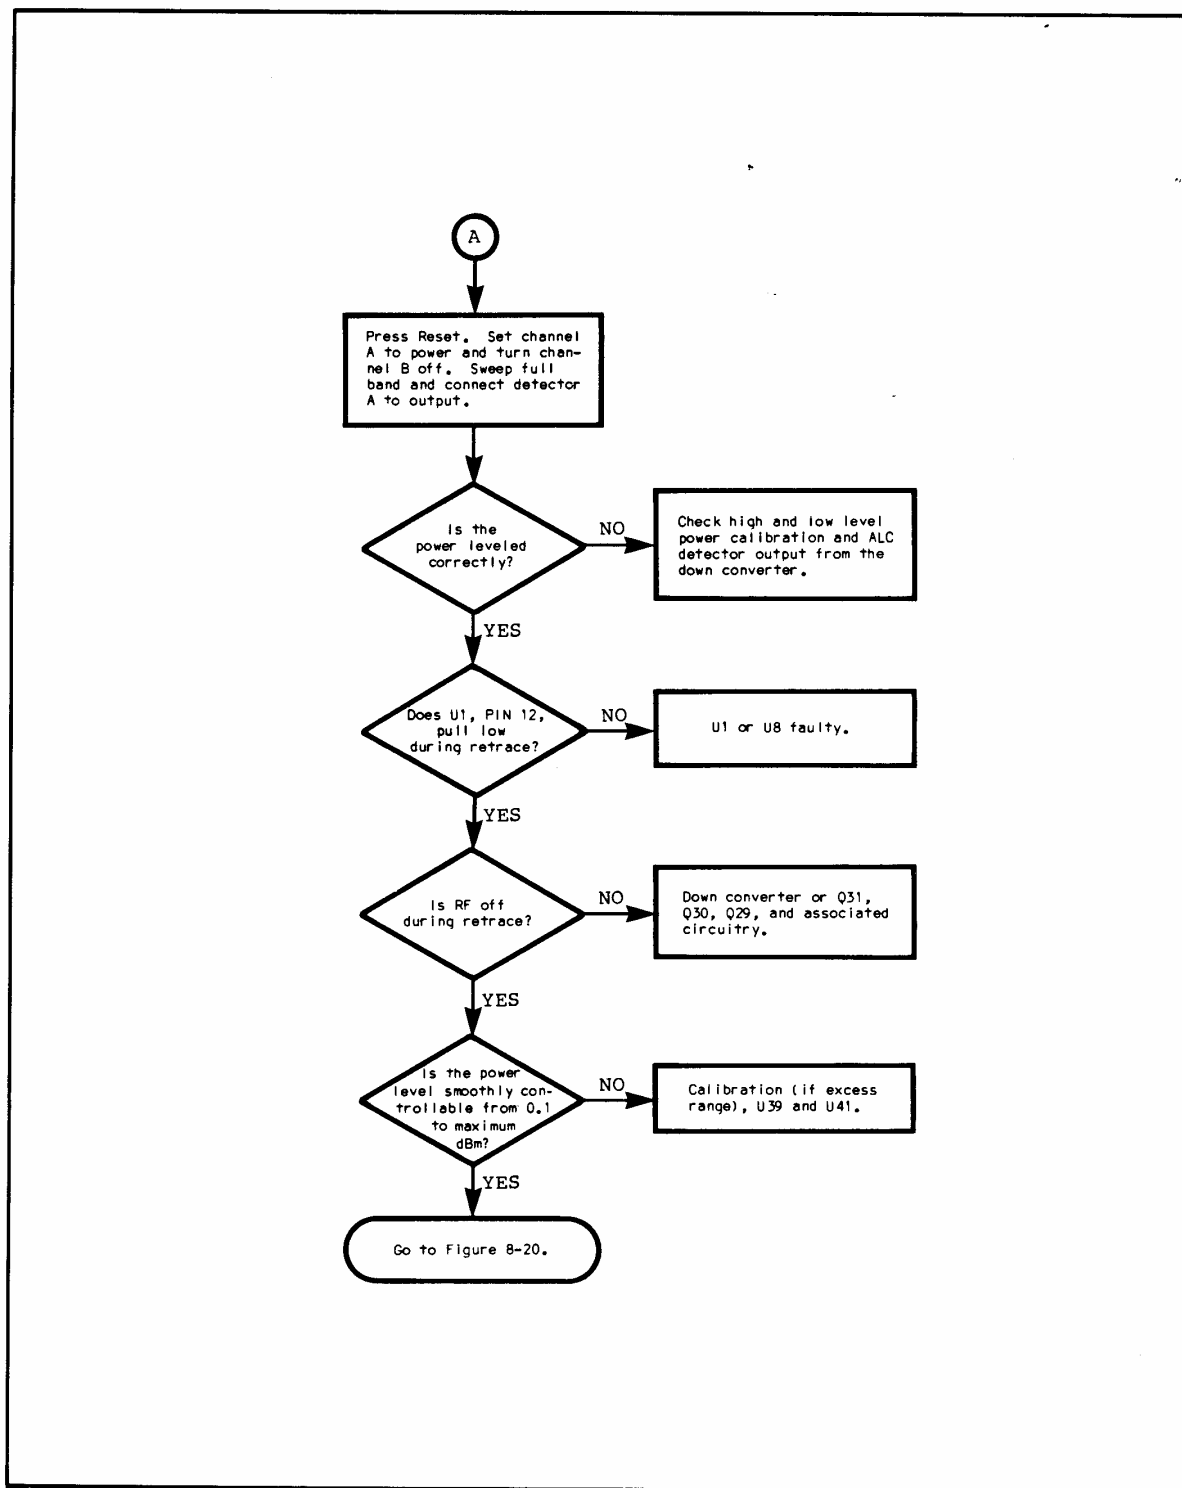 A
Press Reset. Set channel
A to power and turn chan-
nel B off. Sweep full
band and connect detector
A to output.
Is the
power leveled
correctly?
NO
Check high and low level
power calibration and ALC
detector output from the
down converter.
YES
Does U1, PIN 12,
pull low
during retrace?
NO
U1 or U8 faulty.
YES
Is RF off
during retrace?
NO
Down converter or Q31,
Q30, Q29, and associated
circuitry.
YES
Is the power
level smoothly con-
trollable from 0.1
to maximum
dBm?
NO
Calibration (if excess
range), U39 and U41.
YES
Go to Figure 8-20.